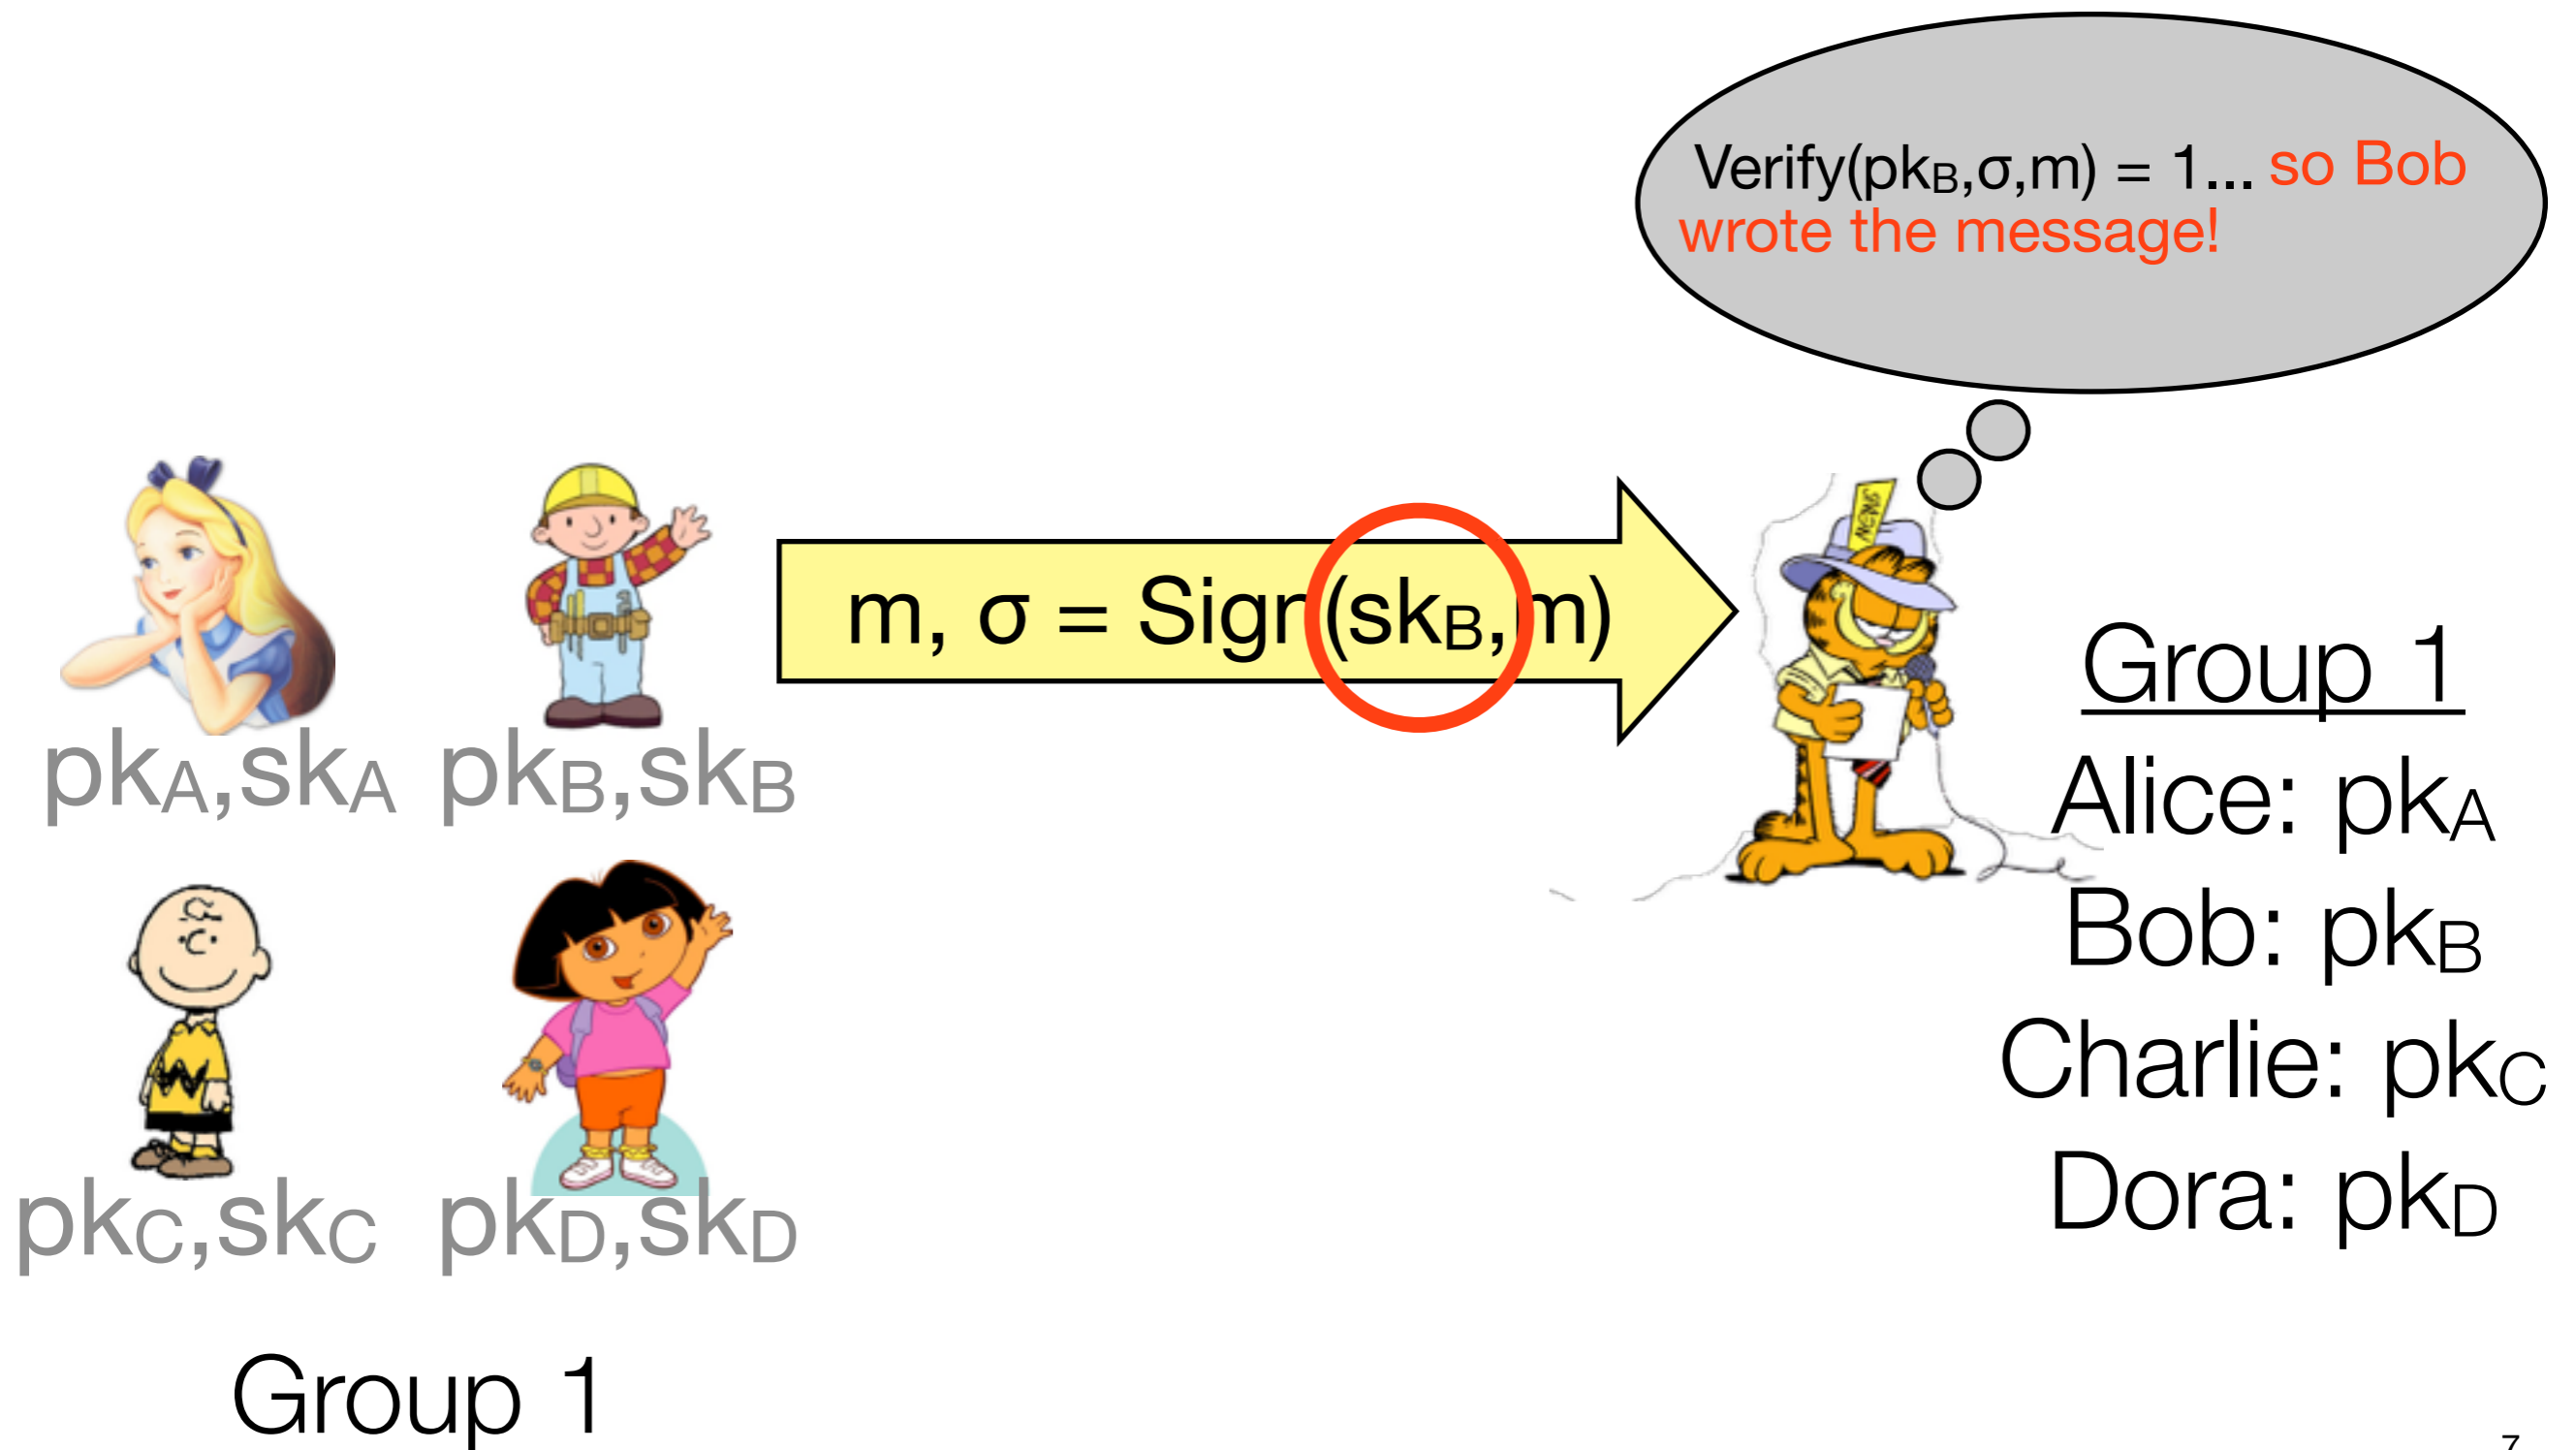 Verify(pkB,σ,m) = 1... so Bob
wrote the message!
m, σ = Sign(skB,m)
pkA,skA pkB,skB
pkC,skC pkD,skD
Group 1
Group 1
Alice: pkA
Bob: pkB
Charlie: pkC
Dora: pkD
7